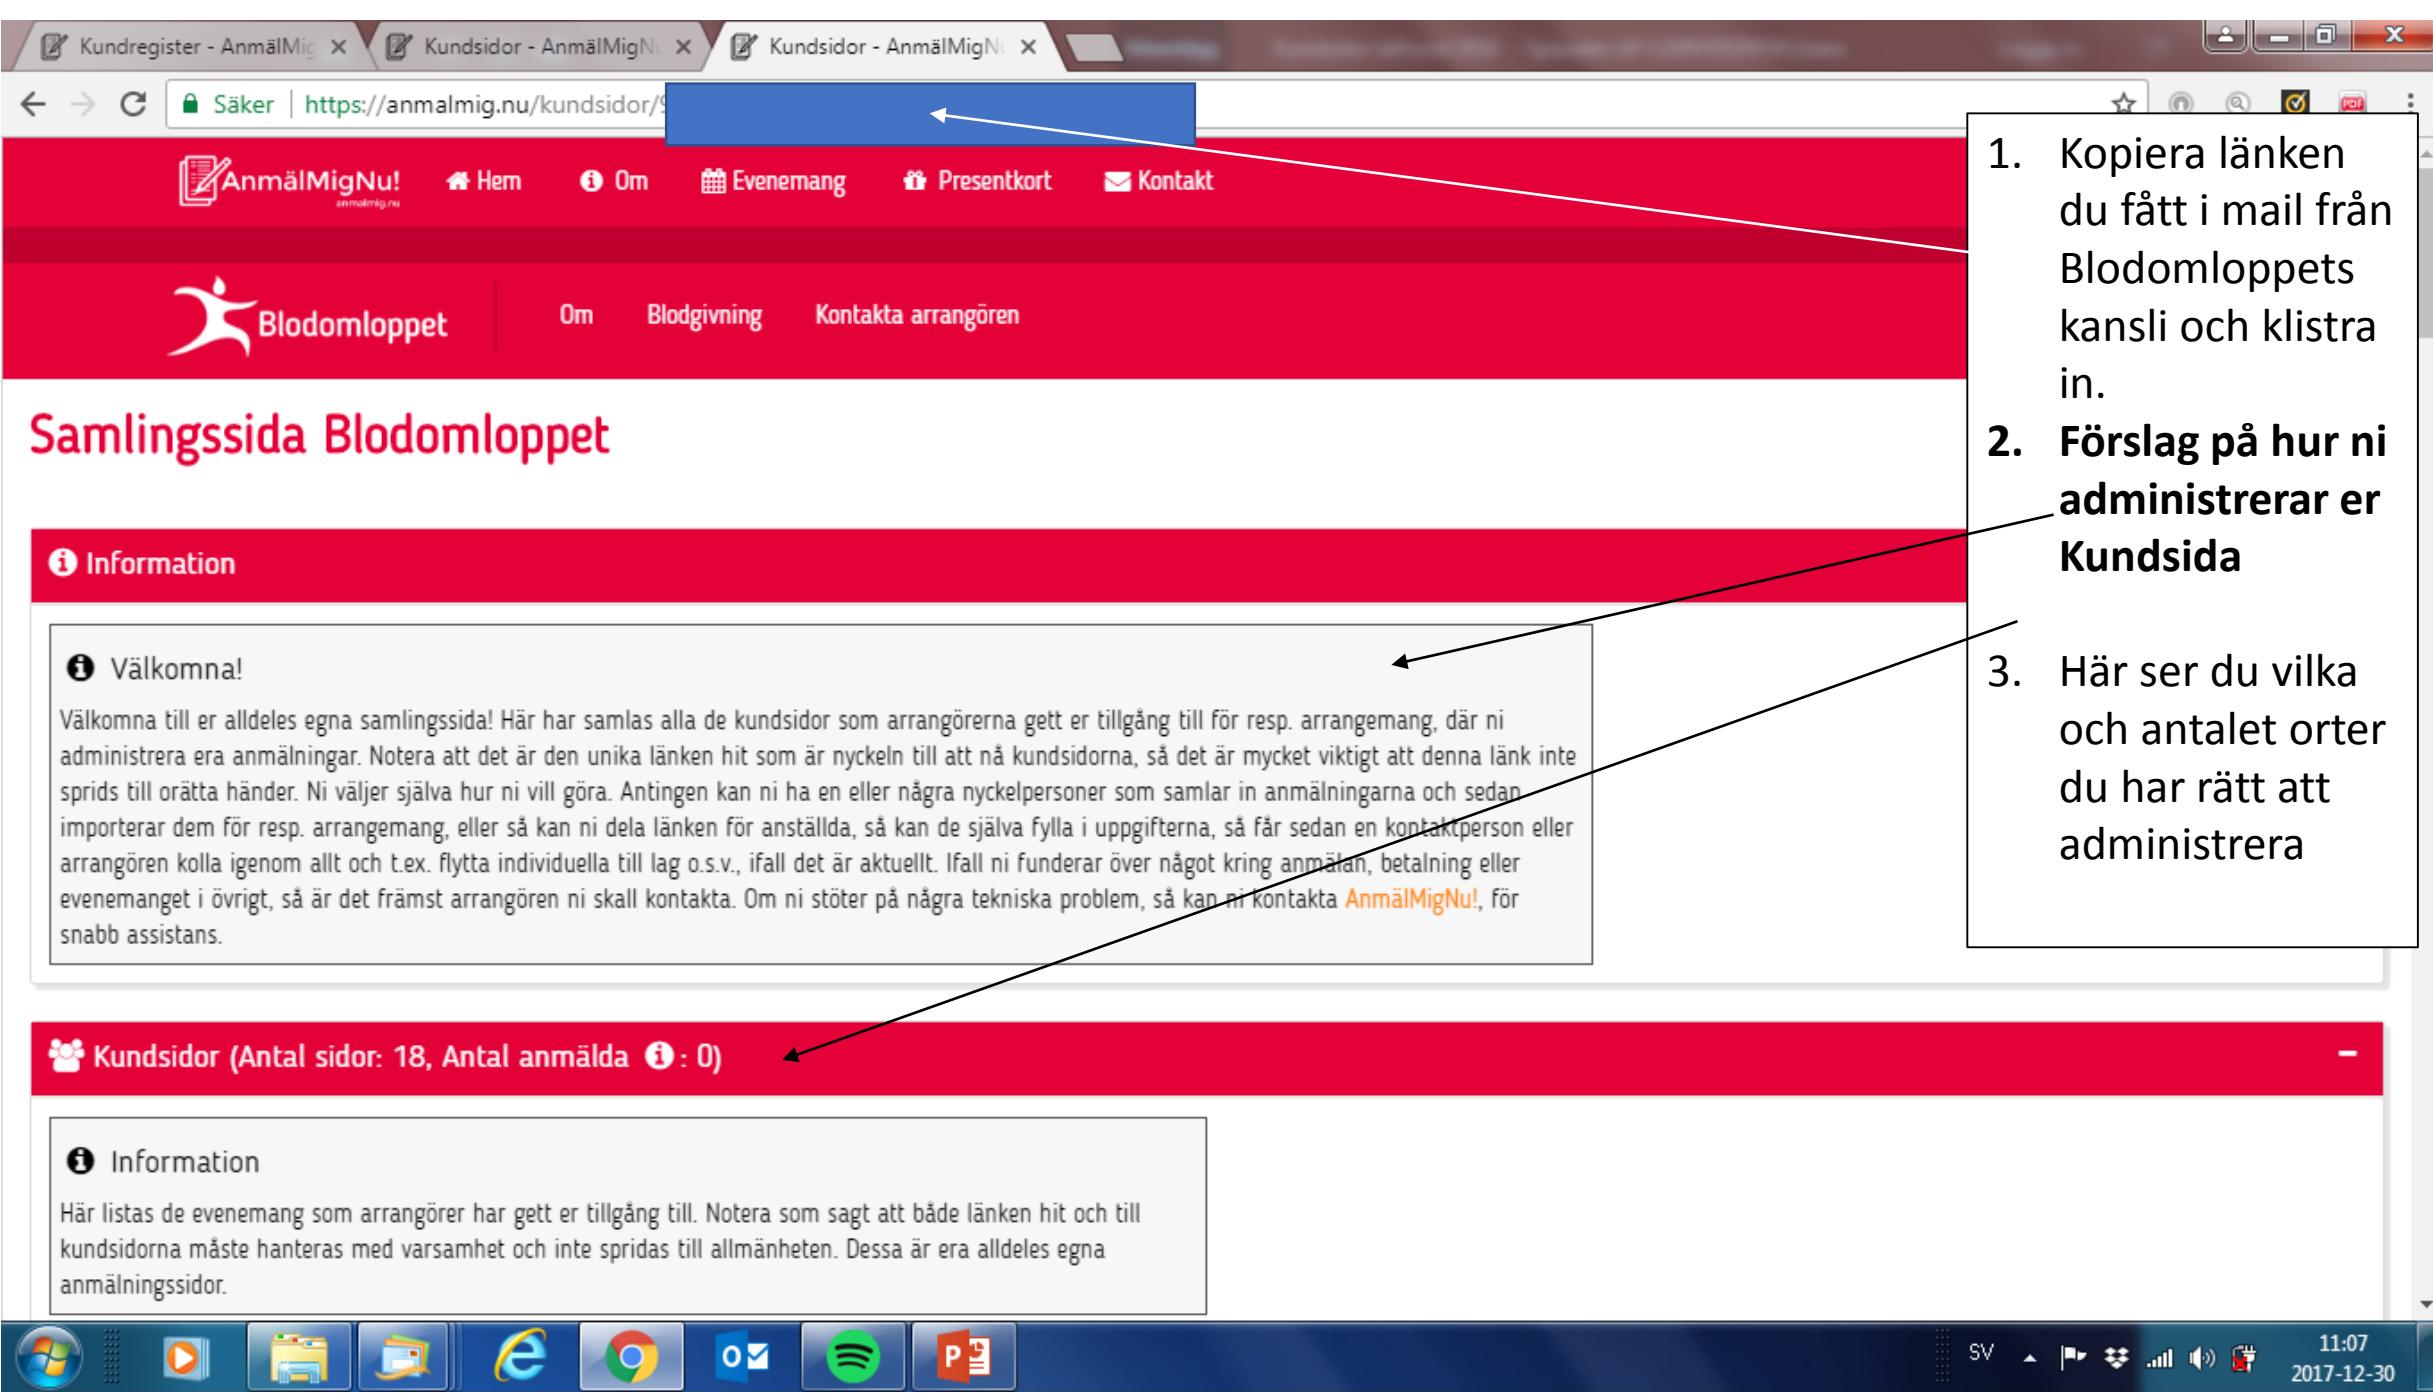 Kundregister - AnmälMig
Kundsidor - AnmälMigN
Kundsidor - AnmälMigN
Säker | https://anmalmig.nu/kundsidor/9
AnmälMigNu!
anmalmig.nu
Hem
Om
Evenemang
Presentkort
Kontakt
Blodomloppet
Om
Blodgivning
Kontakta arrangören
Samlingssida Blodomloppet
Information
Välkomna!
Välkomna till er alldeles egna samlingssida! Här har samlas alla de kundsidor som arrangörerna gett er tillgång till för resp. arrangemang, där ni
administrera era anmälningar. Notera att det är den unika länken hit som är nyckeln till att nå kundsidorna, så det är mycket viktigt att denna länk inte
sprids till orätta händer. Ni väljer själva hur ni vill göra. Antingen kan ni ha en eller några nyckelpersoner som samlar in anmälningarna och sedan
importerar dem för resp. arrangemang, eller så kan ni dela länken för anställda, så kan de själva fylla i uppgifterna, så får sedan en kontaktperson eller
arrangören kolla igenom allt och t.ex. flytta individuella till lag o.s.v., ifall det är aktuellt. Ifall ni funderar över något kring anmälan, betalning eller
evenemanget i övrigt, så är det främst arrangören ni skall kontakta. Om ni stöter på några tekniska problem, så kan ni kontakta AnmälMigNu!, för
snabb assistans.
Kundsidor (Antal sidor: 18, Antal anmälda : 0)
Information
Här listas de evenemang som arrangörer har gett er tillgång till. Notera som sagt att både länken hit och till
kundsidorna måste hanteras med varsamhet och inte spridas till allmänheten. Dessa är era alldeles egna
anmälningssidor.
1. Kopiera länken
du fått i mail från
Blodomloppets
kansli och klistra
in.
2. Förslag på hur ni
administrerar er
Kundsida
3. Här ser du vilka
och antalet orter
du har rätt att
administrera
SV
11:07
2017-12-30